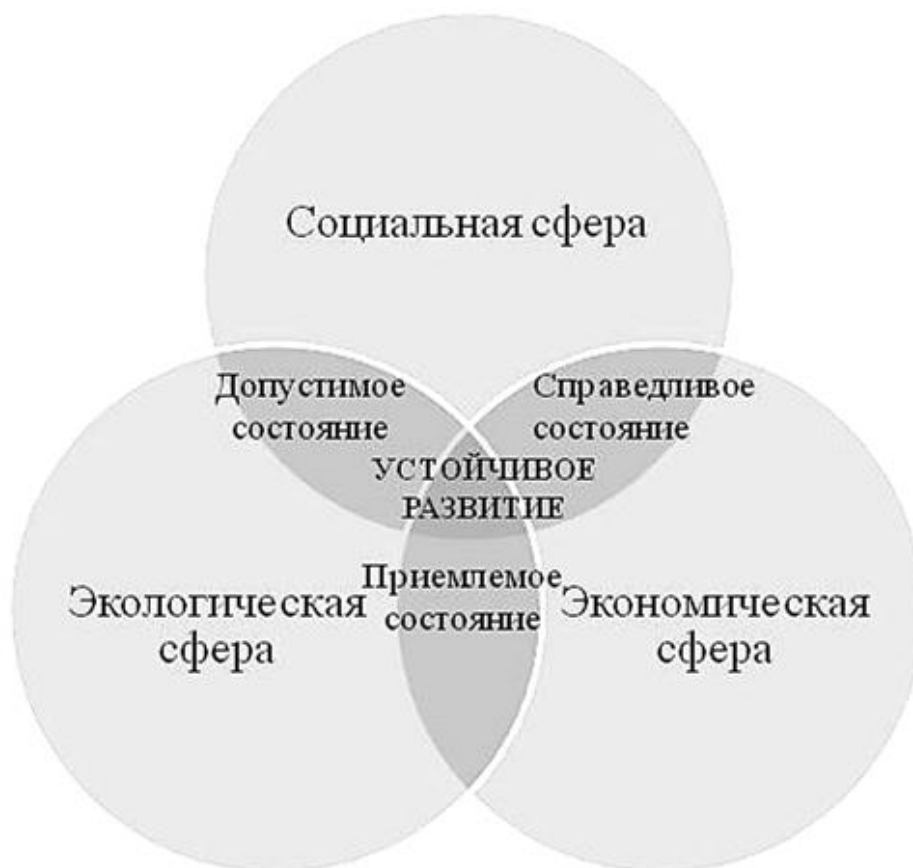 Социальная сфера
Допустимое
состояние
Справедливое
состояние
УСТОЙЧИВОЕ
РАЗВИТИЕ
Приемлемое
состояние
Экологическая
сфера
Экономическая
сфера